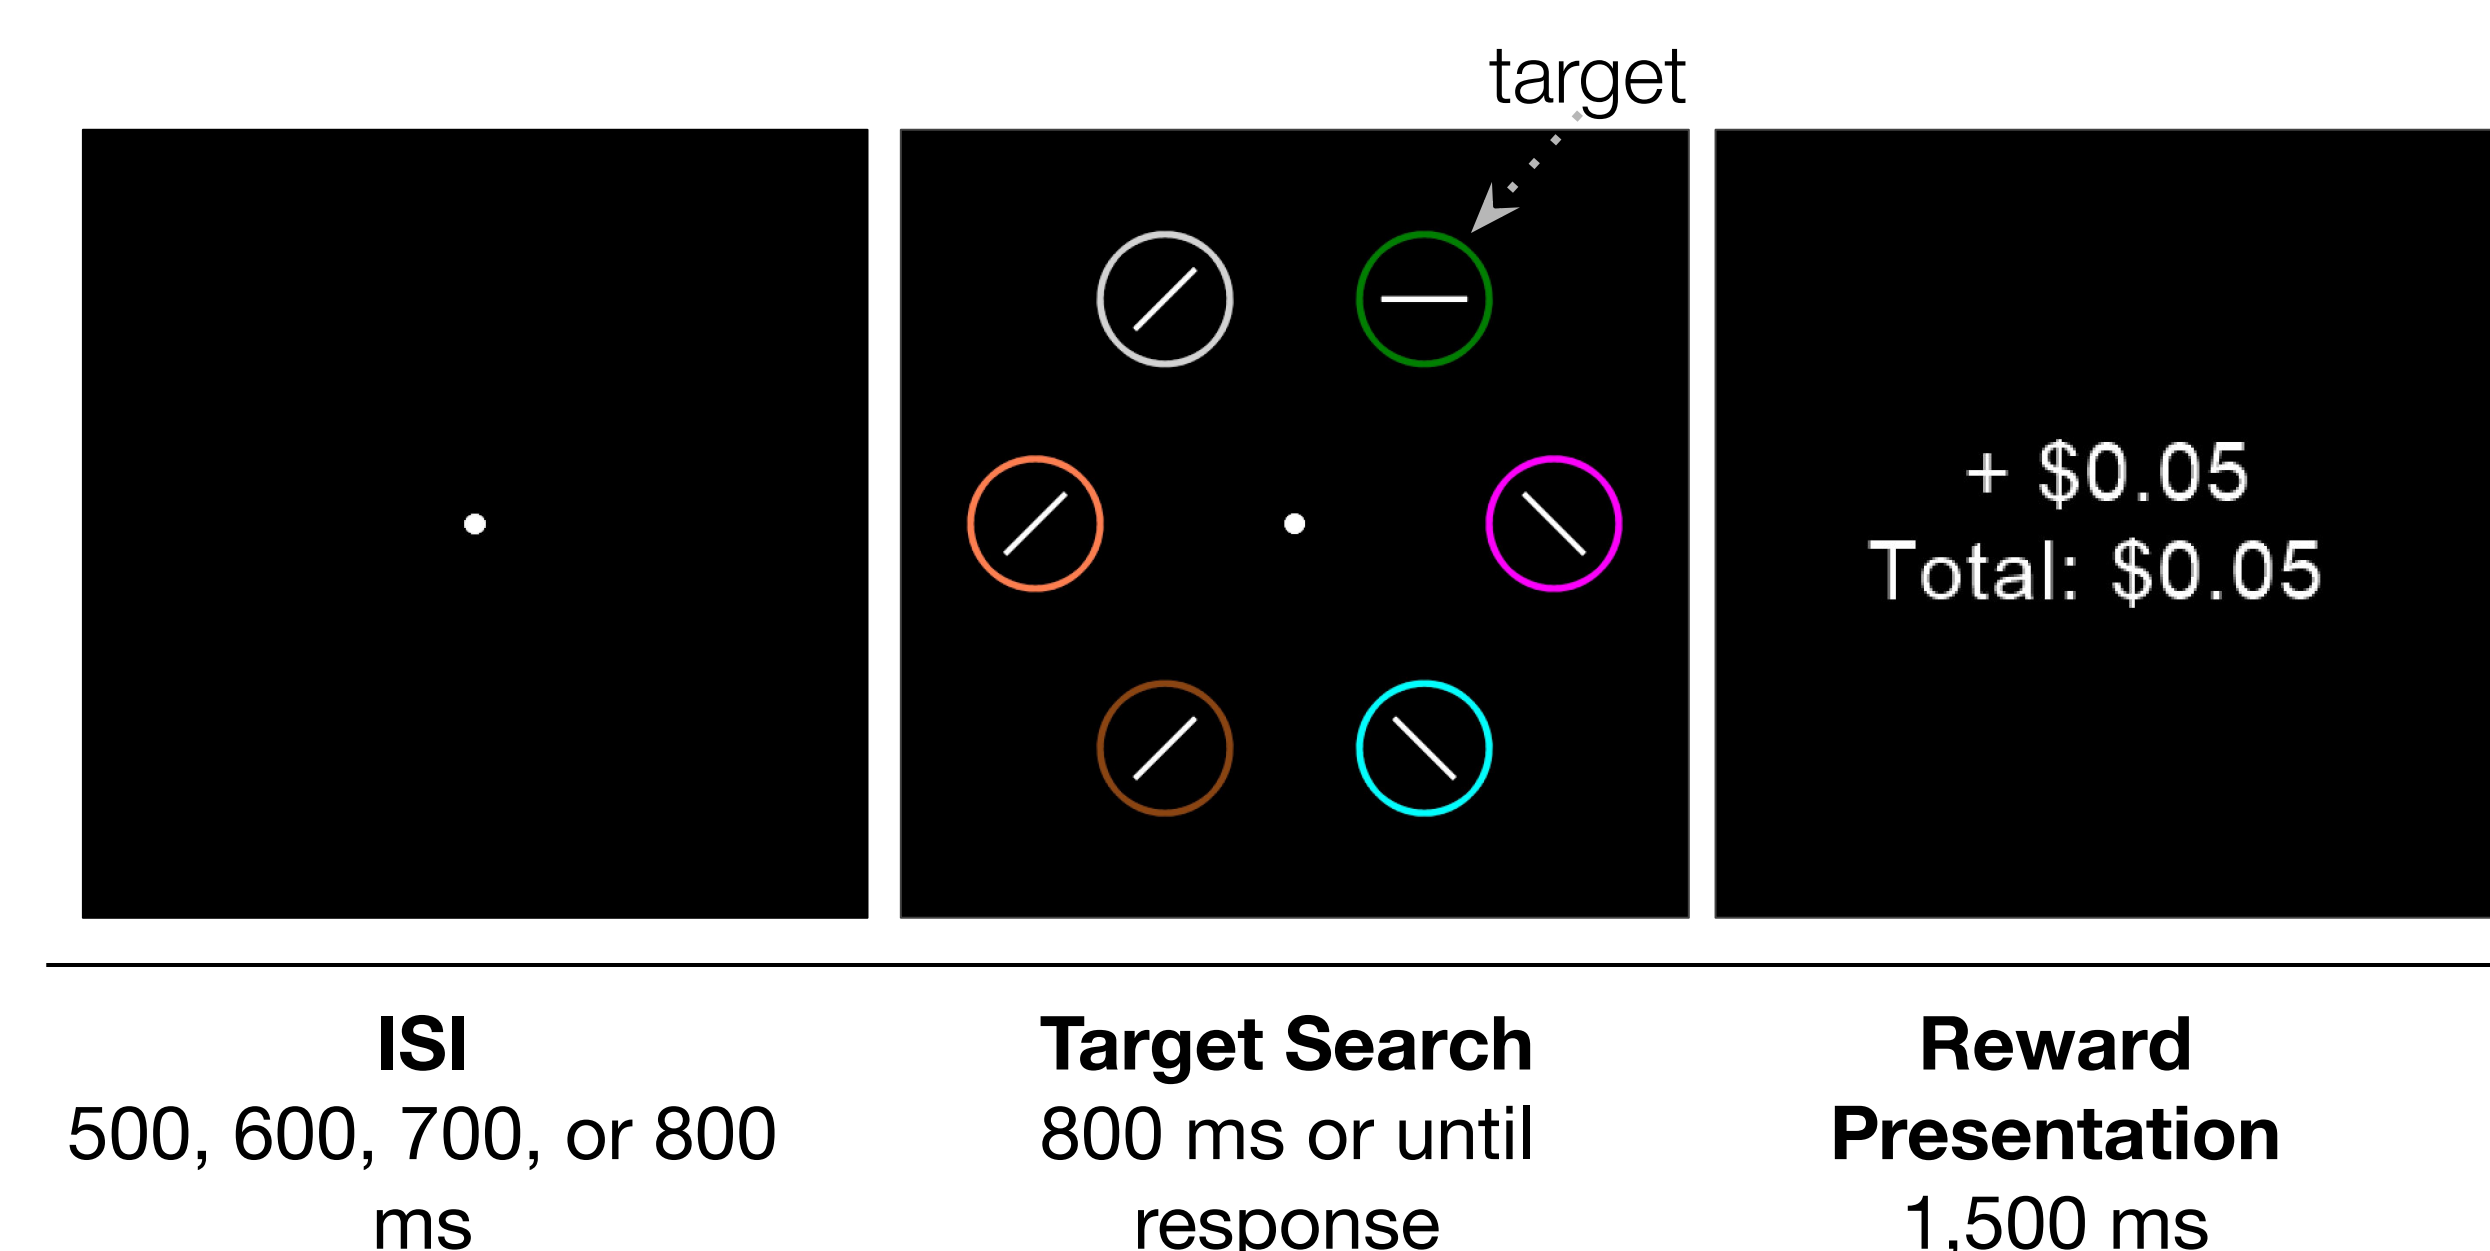 target
+ $0.05
Total: $0.05
ISI
500, 600, 700, or 800
ms
Target Search
800 ms or until
response
Reward
Presentation
1,500 ms